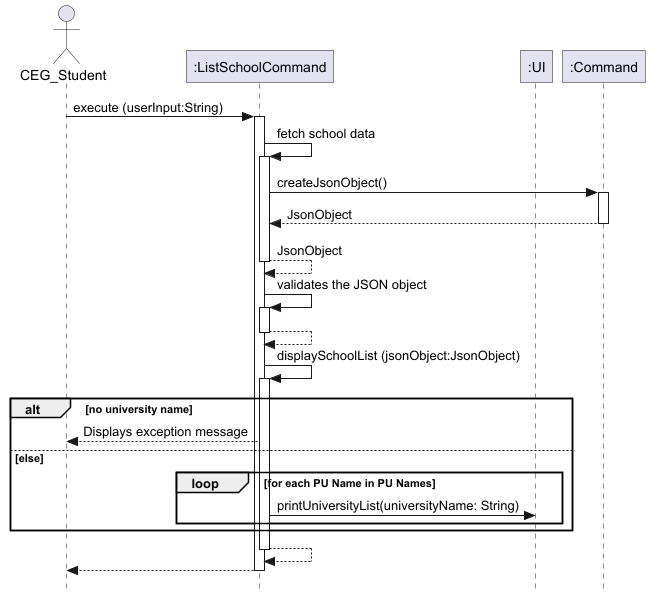 CEG_Student
:ListSchoolCommand
:UI
:Command
execute (userInput:String)
fetch school data
createJsonObject()
JsonObject
JsonObject
validates the JSON object
displaySchoolList (jsonObject:JsonObject)
alt
[no university name]
Displays exception message
[else]
loop
[for each PU Name in PU Names]
printUniversityList(universityName: String)